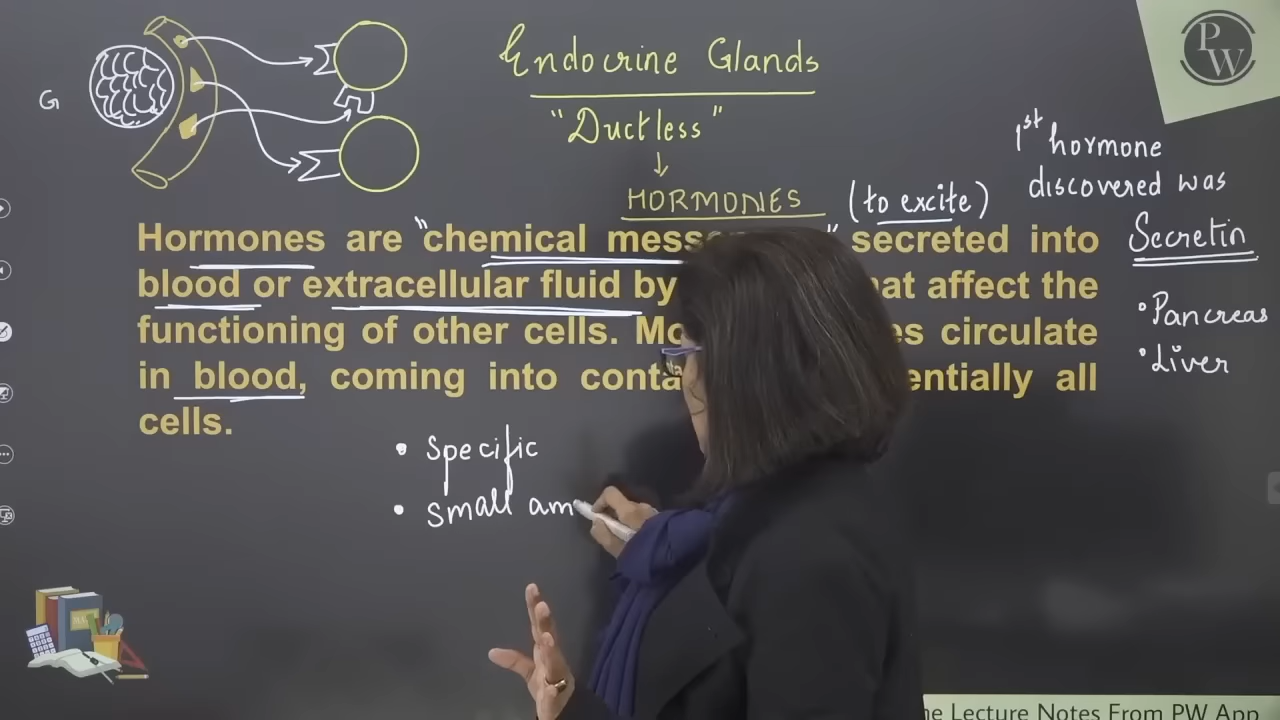 G
Endocrine Glands
"Ductless"
HORMONES (to excite)
1st hormone
discovered was
Secretin
Pancreas
Liver
Hormones are "chemical mess " secreted into
blood or extracellular fluid by at affect the
functioning of other cells. Mo es circulate
in blood, coming into conta entially all
cells.
• Specific
• small am
PW
he Lecture Notes From PW App